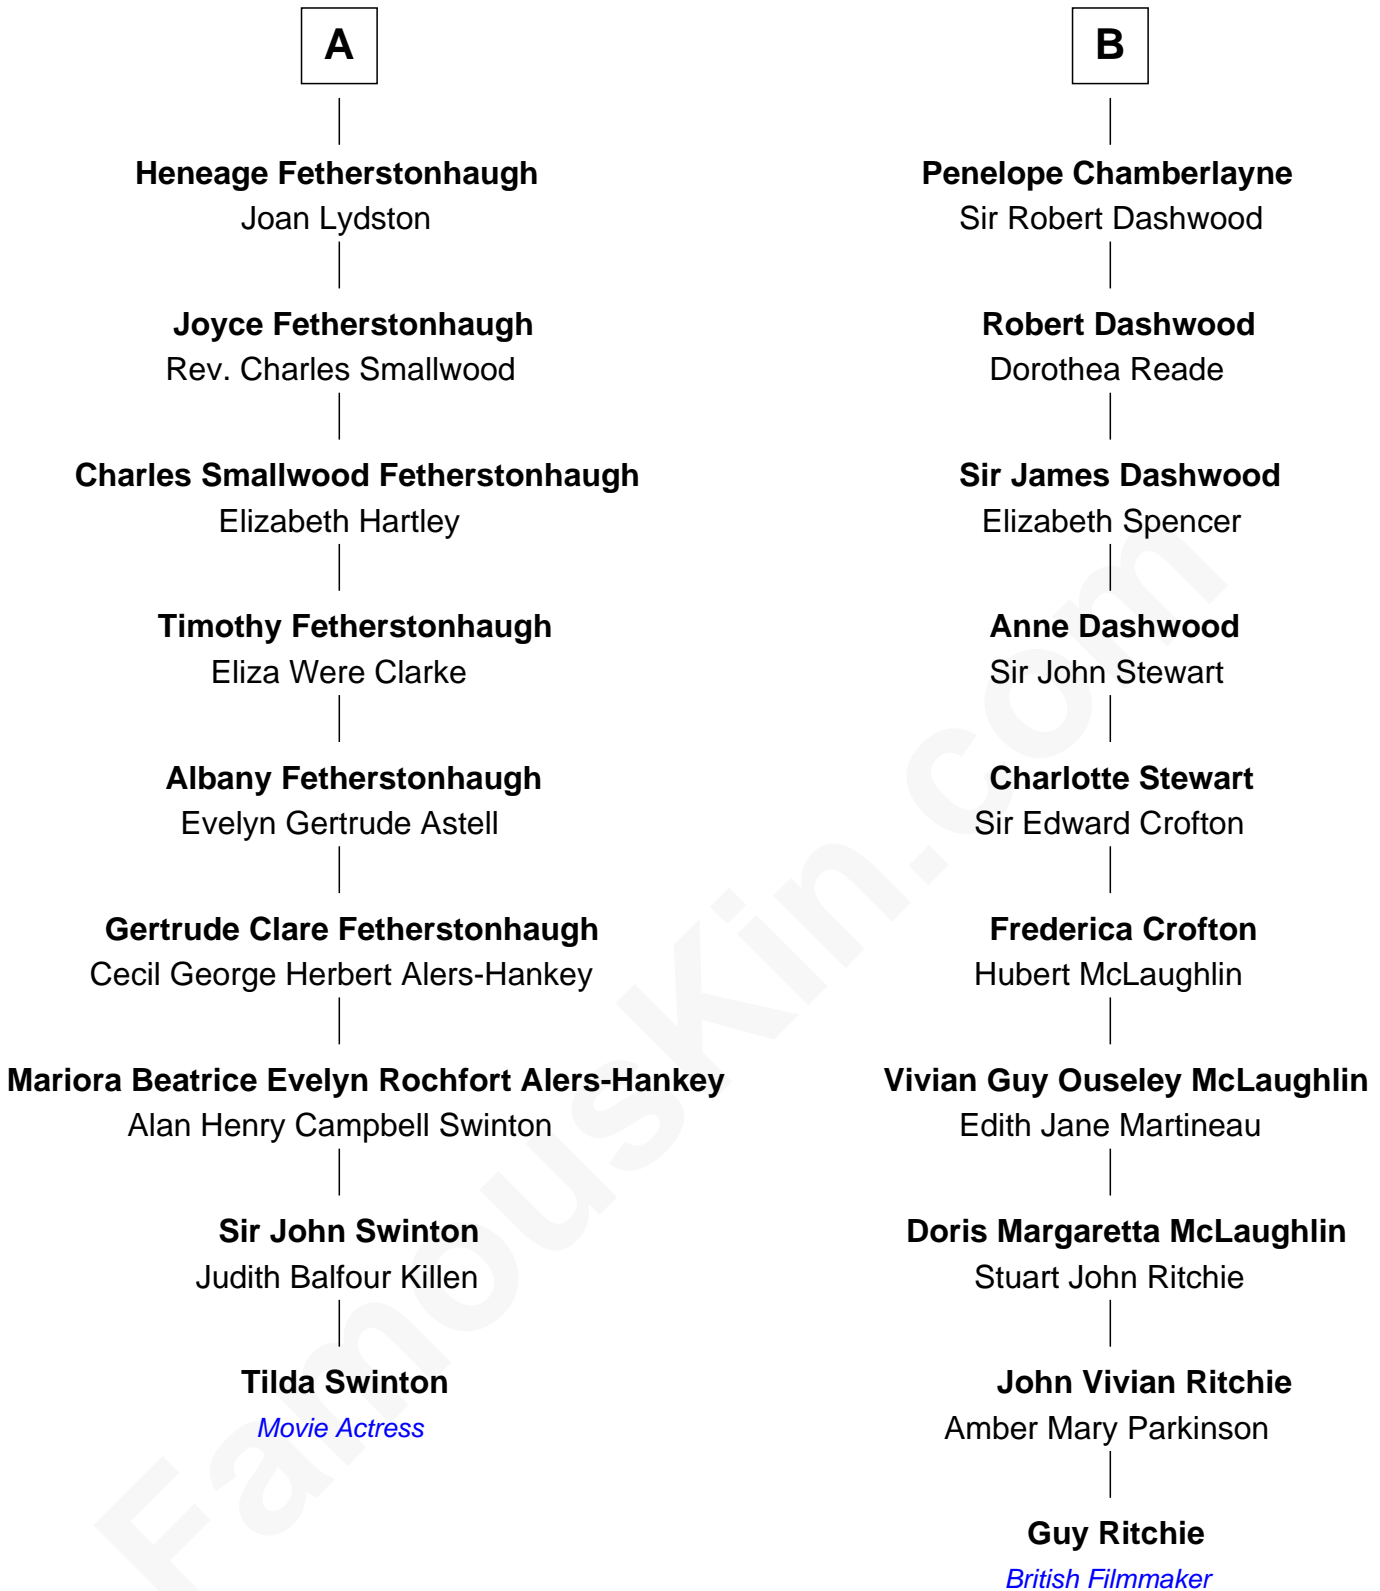 A
Heneage Fetherstonhaugh
Joan Lydston
Joyce Fetherstonhaugh
Rev. Charles Smallwood
Charles Smallwood Fetherstonhaugh
Elizabeth Hartley
Timothy Fetherstonhaugh
Eliza Were Clarke
Albany Fetherstonhaugh
Evelyn Gertrude Astell
Gertrude Clare Fetherstonhaugh
Cecil George Herbert Alers-Hankey
Mariora Beatrice Evelyn Rochfort Alers-Hankey
Alan Henry Campbell Swinton
Sir John Swinton
Judith Balfour Killen
Tilda Swinton
Movie Actress
B
Penelope Chamberlayne
Sir Robert Dashwood
Robert Dashwood
Dorothea Reade
Sir James Dashwood
Elizabeth Spencer
Anne Dashwood
Sir John Stewart
Charlotte Stewart
Sir Edward Crofton
Frederica Crofton
Hubert McLaughlin
Vivian Guy Ouseley McLaughlin
Edith Jane Martineau
Doris Margaretta McLaughlin
Stuart John Ritchie
John Vivian Ritchie
Amber Mary Parkinson
Guy Ritchie
British Filmmaker
FamousKin.com